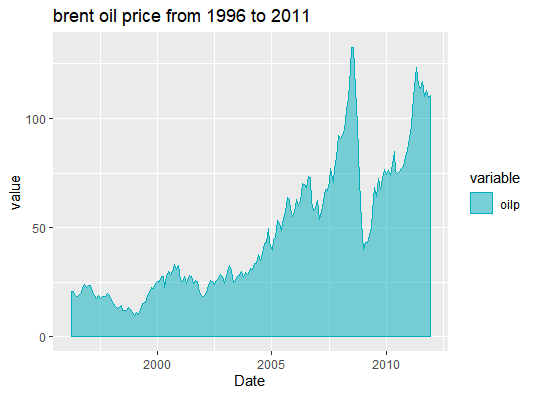 brent oil price from 1996 to 2011
value
100
50
0
2000
2005
2010
Date
variable
oilp